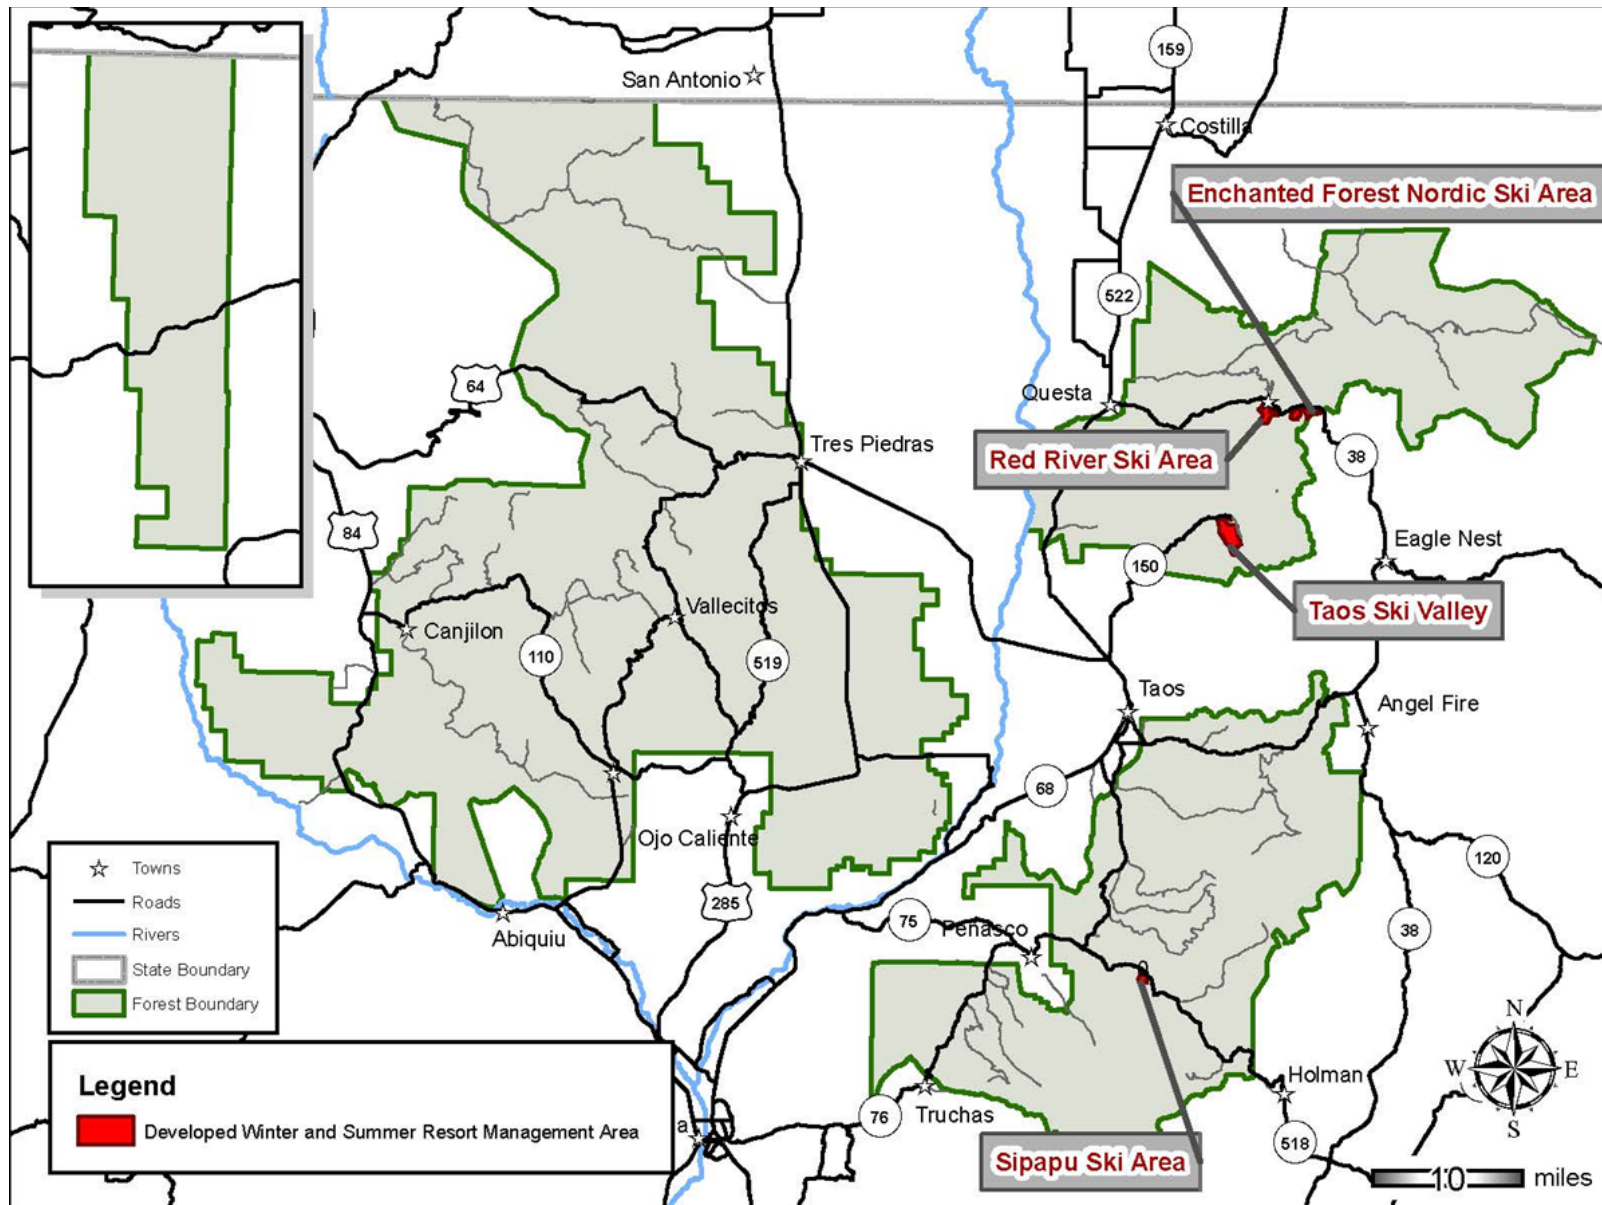 159
San Antonio
Costilla
Enchanted Forest Nordic Ski Area
522
64
Questa
Tres Piedras
Red River Ski Area
38
84
Eagle Nest
150
Vallecitos
Taos Ski Valley
Canjilon
110
519
Taos
Angel Fire
68
Ojo Caliente
120
Towns
Roads
285
75
38
Rivers
Peñasco
Abiquiu
State Boundary
Forest Boundary
N
W
E
S
Legend
Holman
Truchas
76
a
Developed Winter and Summer Resort Management Area
518
Sipapu Ski Area
10 miles